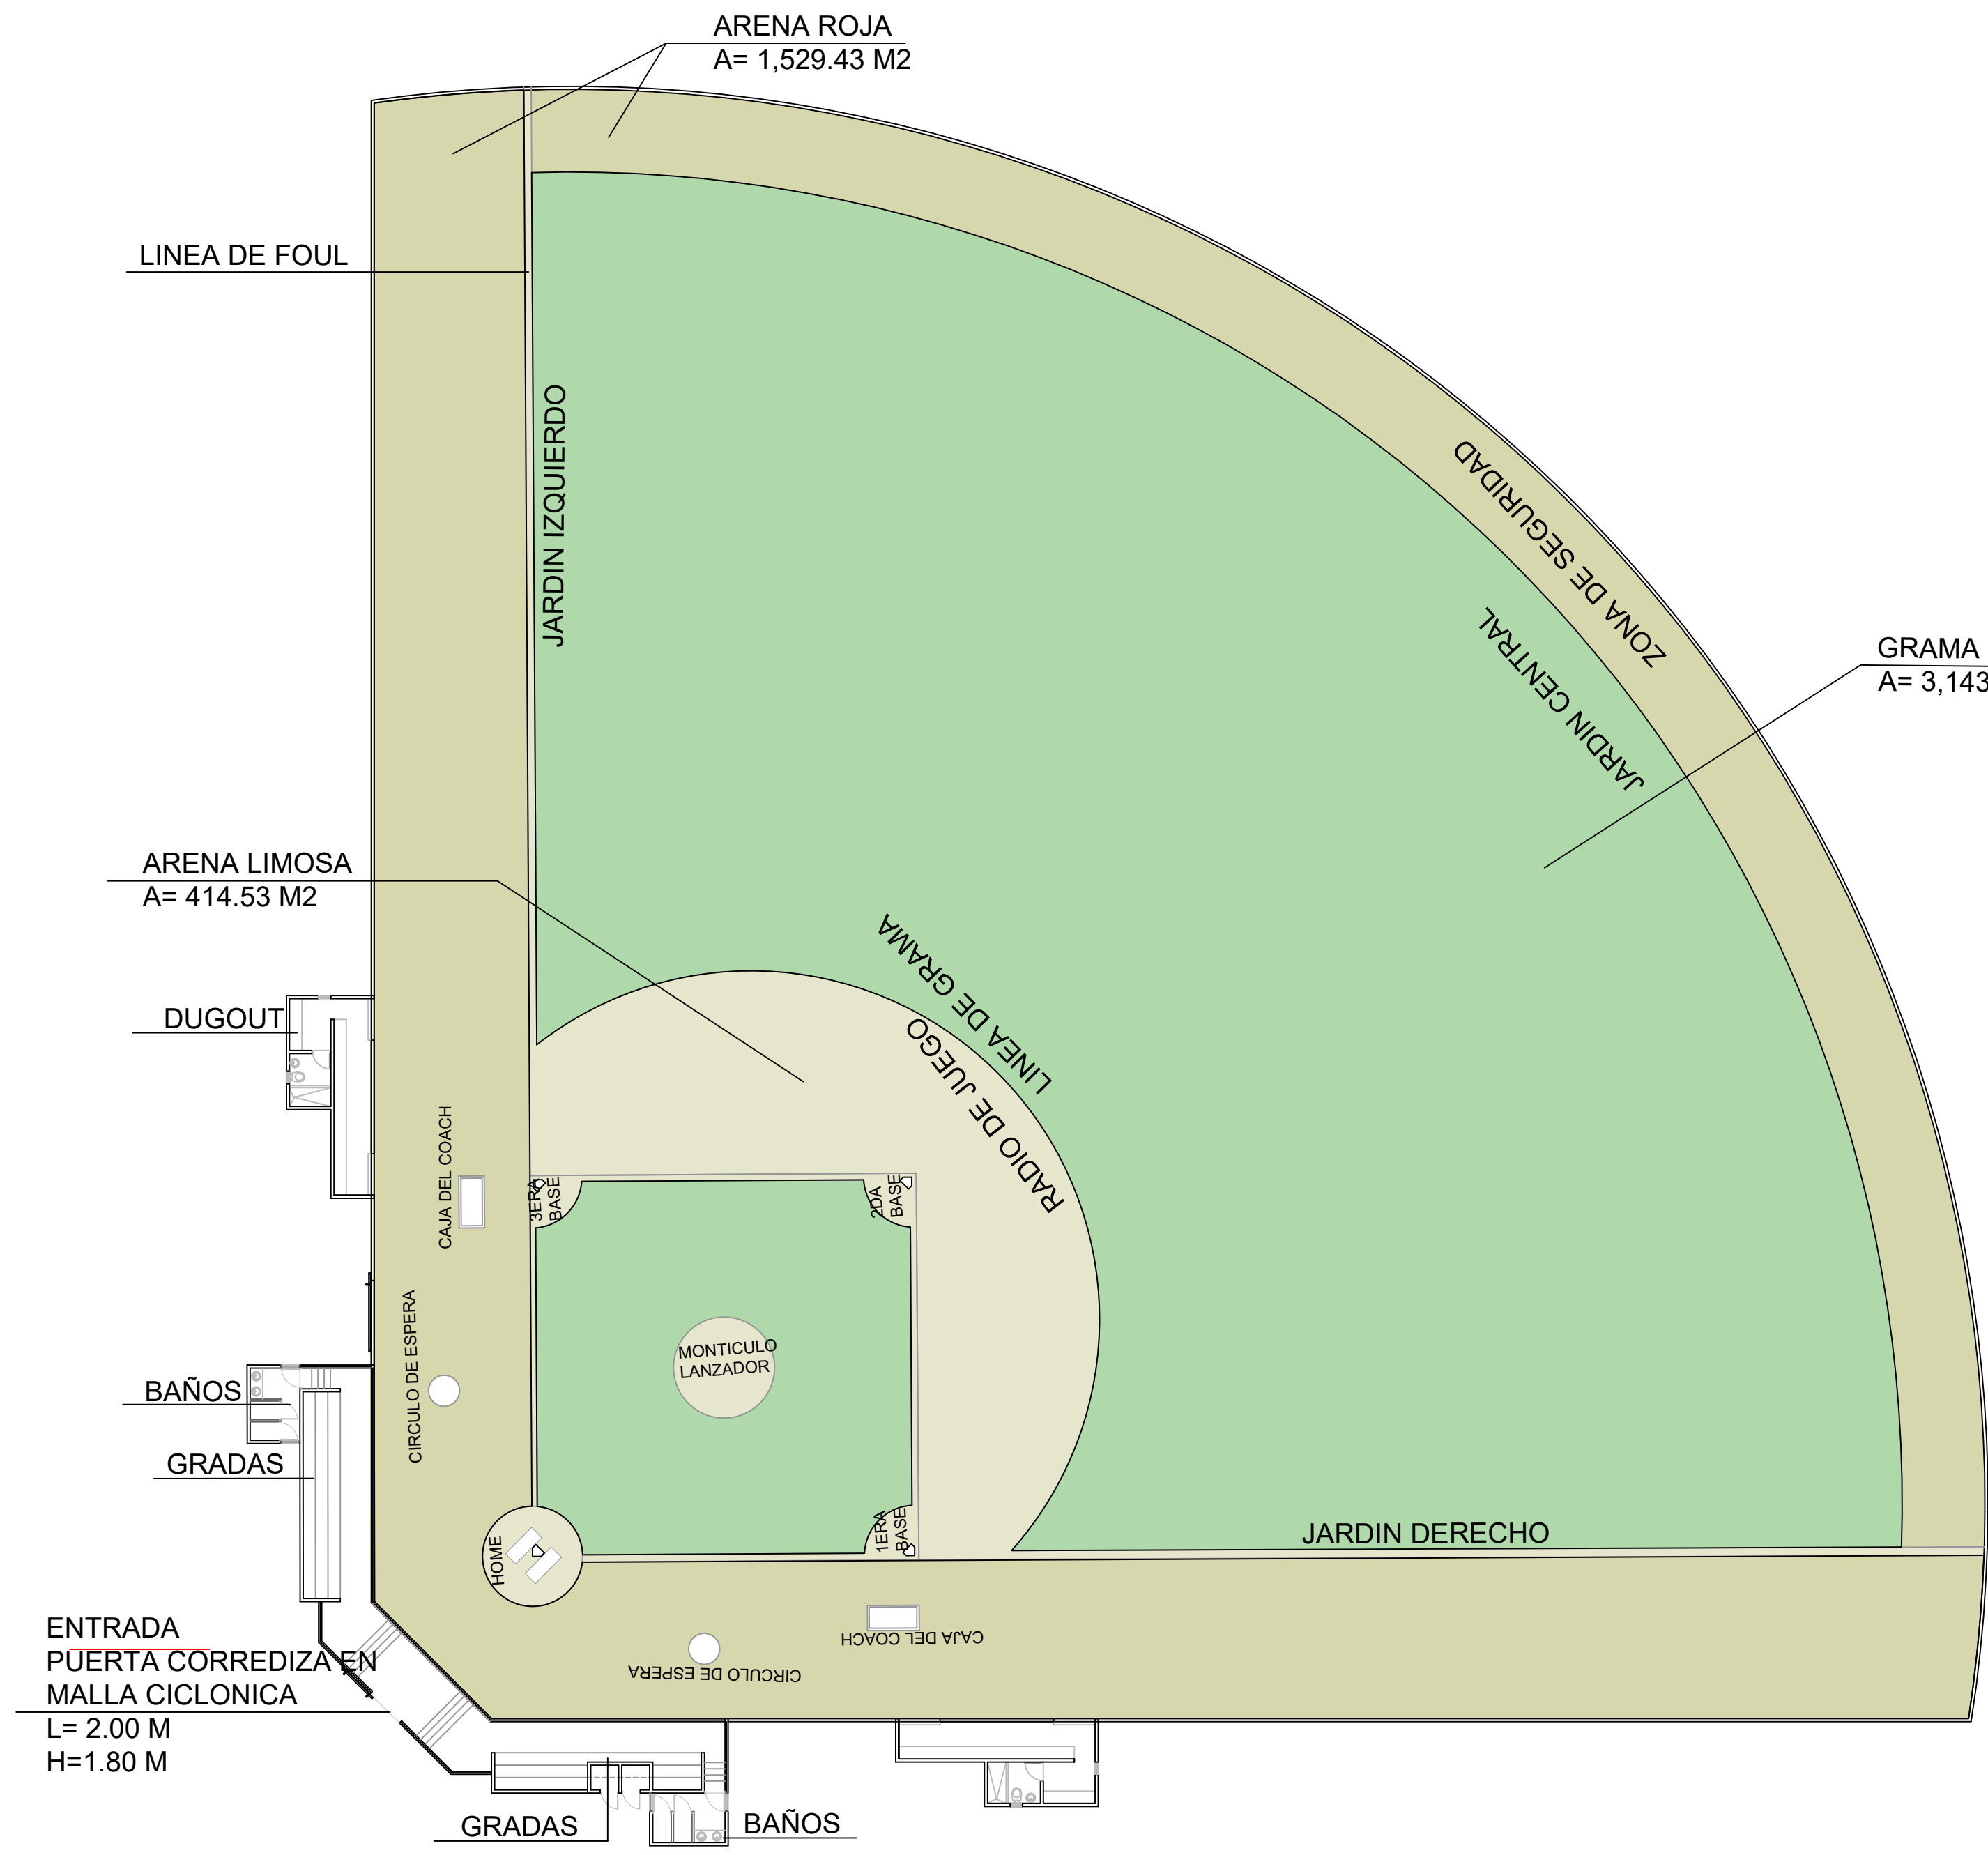 ARENA ROJA
A= 1,529.43 M2
LINEA DE FOUL
JARDIN IZQUIERDO
ZONA DE SEGURIDAD
JARDIN CENTRAL
GRAMA
A= 3,143
ARENA LIMOSA
A= 414.53 M2
LINEA DE GRAMA
RADIO DE JUEGO
DUGOUT
CAJA DEL COACH
3ERA
BASE
2DA
BASE
CIRCULO DE ESPERA
MONTICULO
LANZADOR
BAÑOS
GRADAS
HOME
1ERA
BASE
JARDIN DERECHO
CAJA DEL COACH
CIRCULO DE ESPERA
ENTRADA
PUERTA CORREDIZA EN
MALLA CICLONICA
L= 2.00 M
H=1.80 M
GRADAS
BAÑOS